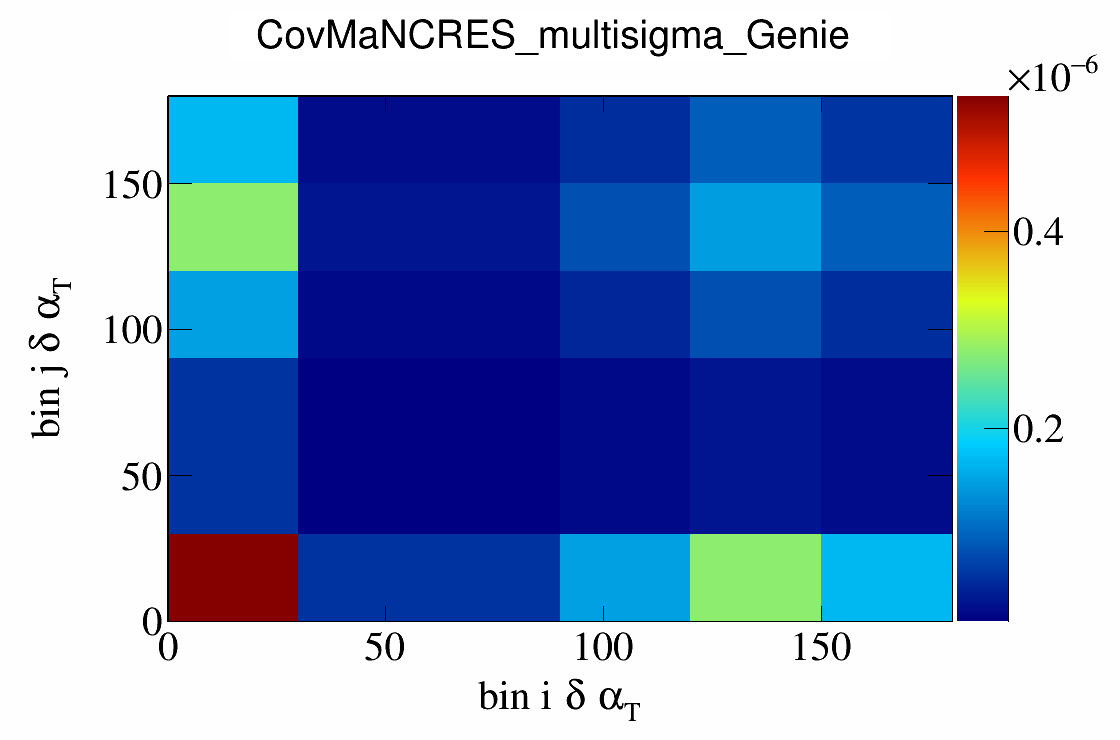 CovMaNCRES_multisigma_Genie
×10⁻⁶
150
100
50
0
0.4
0.2
bin j δ α_T
0 50 100 150
bin i δ α_T